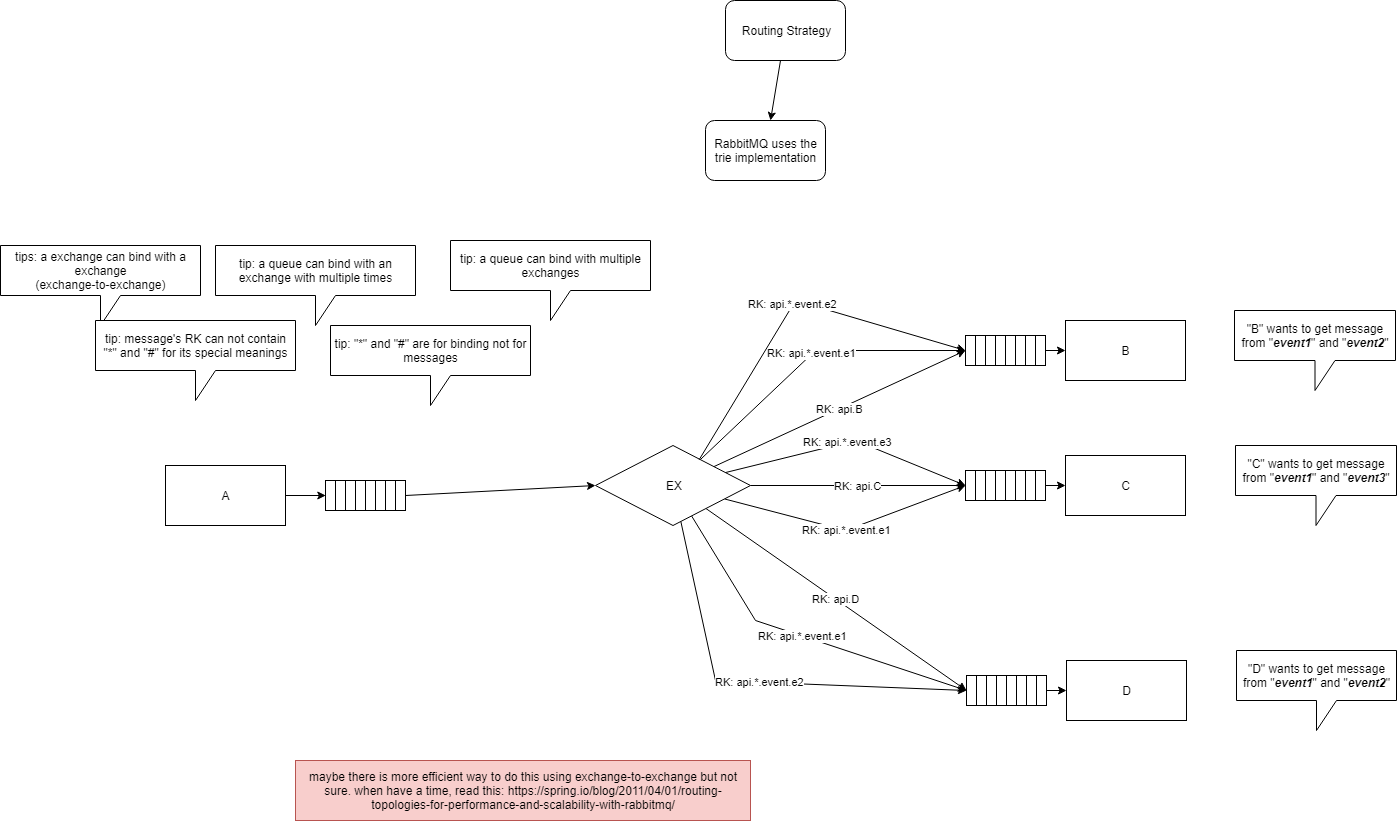 Routing Strategy
RabbitMQ uses the
trie implementation
tips: a exchange can bind with a
exchange
(exchange-to-exchange)
tip: a queue can bind with an
exchange with multiple times
tip: a queue can bind with multiple
exchanges
tip: message's RK can not contain
"*" and "#" for its special meanings
tip: "*" and "#" are for binding not for
messages
RK: api.*.event.e2
RK: api.*.event.e1
RK: api.B
B
"B" wants to get message
from "event1" and "event2"
RK: api.*.event.e3
RK: api.C
RK: api.*.event.e1
C
"C" wants to get message
from "event1" and "event3"
A
EX
RK: api.D
RK: api.*.event.e1
RK: api.*.event.e2
D
"D" wants to get message
from "event1" and "event2"
maybe there is more efficient way to do this using exchange-to-exchange but not
sure. when have a time, read this: https://spring.io/blog/2011/04/01/routing-
topologies-for-performance-and-scalability-with-rabbitmq/